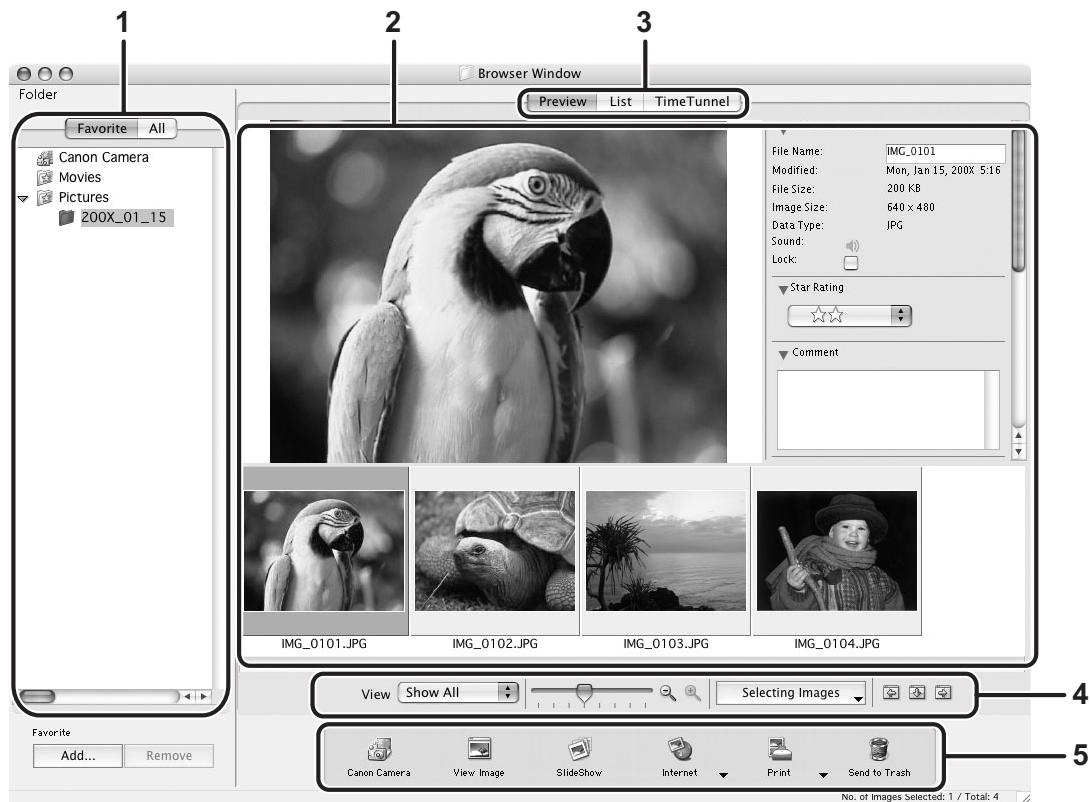 1
2
3
Browser Window
Folder
Preview List TimeTunnel
Favorite All
Canon Camera
Movies
Pictures
200X_01_15
File Name: IMG_0101
Modified: Mon, Jan 15, 200X 5:16
File Size: 200 KB
Image Size: 640 x 480
Data Type: JPG
Sound:
Lock:
Star Rating
Comment
IMG_0101.JPG
IMG_0102.JPG
IMG_0103.JPG
IMG_0104.JPG
View Show All Selecting Images
4
Favorite
Add... Remove
Canon Camera View Image SlideShow Internet Print Send to Trash
5
No. of Images Selected: 1 / Total: 4